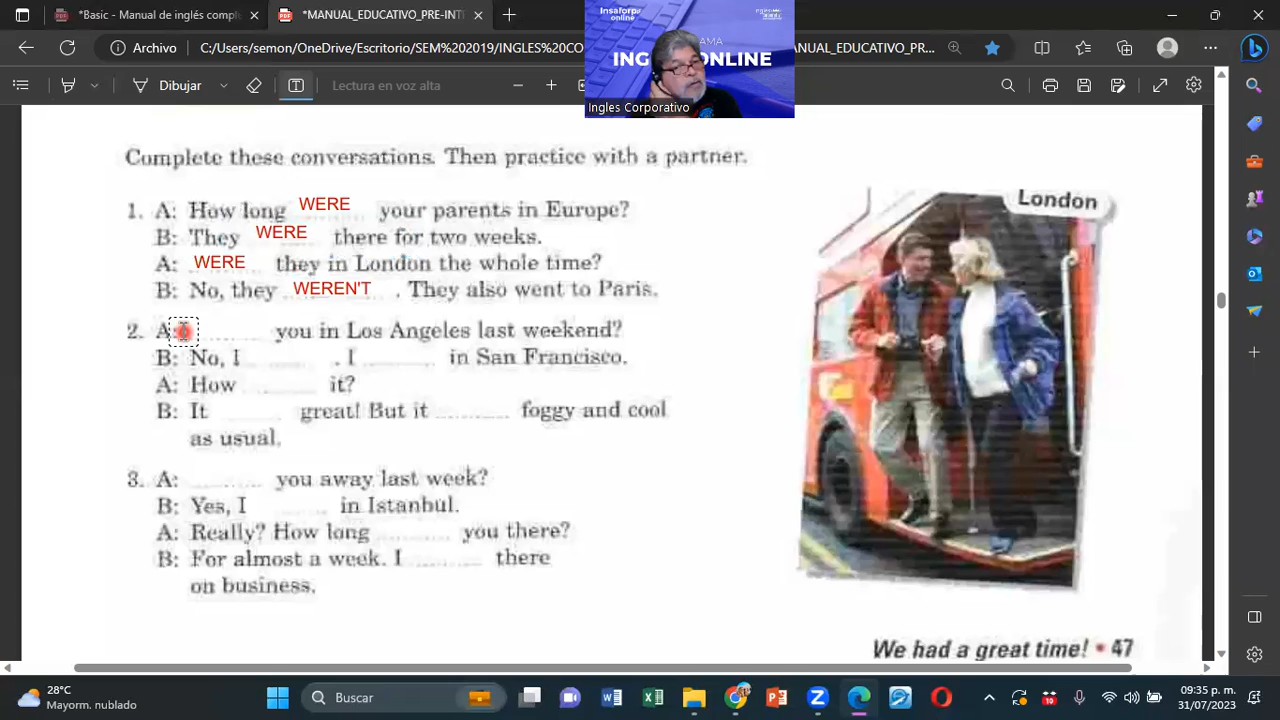 Basic - Manual de Ingles comple
*MANUAL_EDUCATIVO_PRE-INT
Archivo
C:/Users/semon/OneDrive/Escritorio/SEM%202019/INGLES%20CO
ANUAL_EDUCATIVO_PR...
Dibujar
Lectura en voz alta
Insaforp
online
AMA
ING ONLINE
Ingles Corporativo
Complete these conversations. Then practice with a partner.
1. A: How long WERE your parents in Europe?
B: They WERE there for two weeks.
A: WERE they in London the whole time?
B: No, they WEREN'T . They also went to Paris.
2. A: you in Los Angeles last weekend?
B: No, I . I in San Francisco.
A: How it?
B: It great! But it foggy and cool
as usual.
3. A: you away last week?
B: Yes, I in Istanbul.
A: Really? How long you there?
B: For almost a week. I there
on business.
London
We had a great time! • 47
28°C
Mayorm. nublado
Buscar
10
09:35 p. m.
31/07/2023